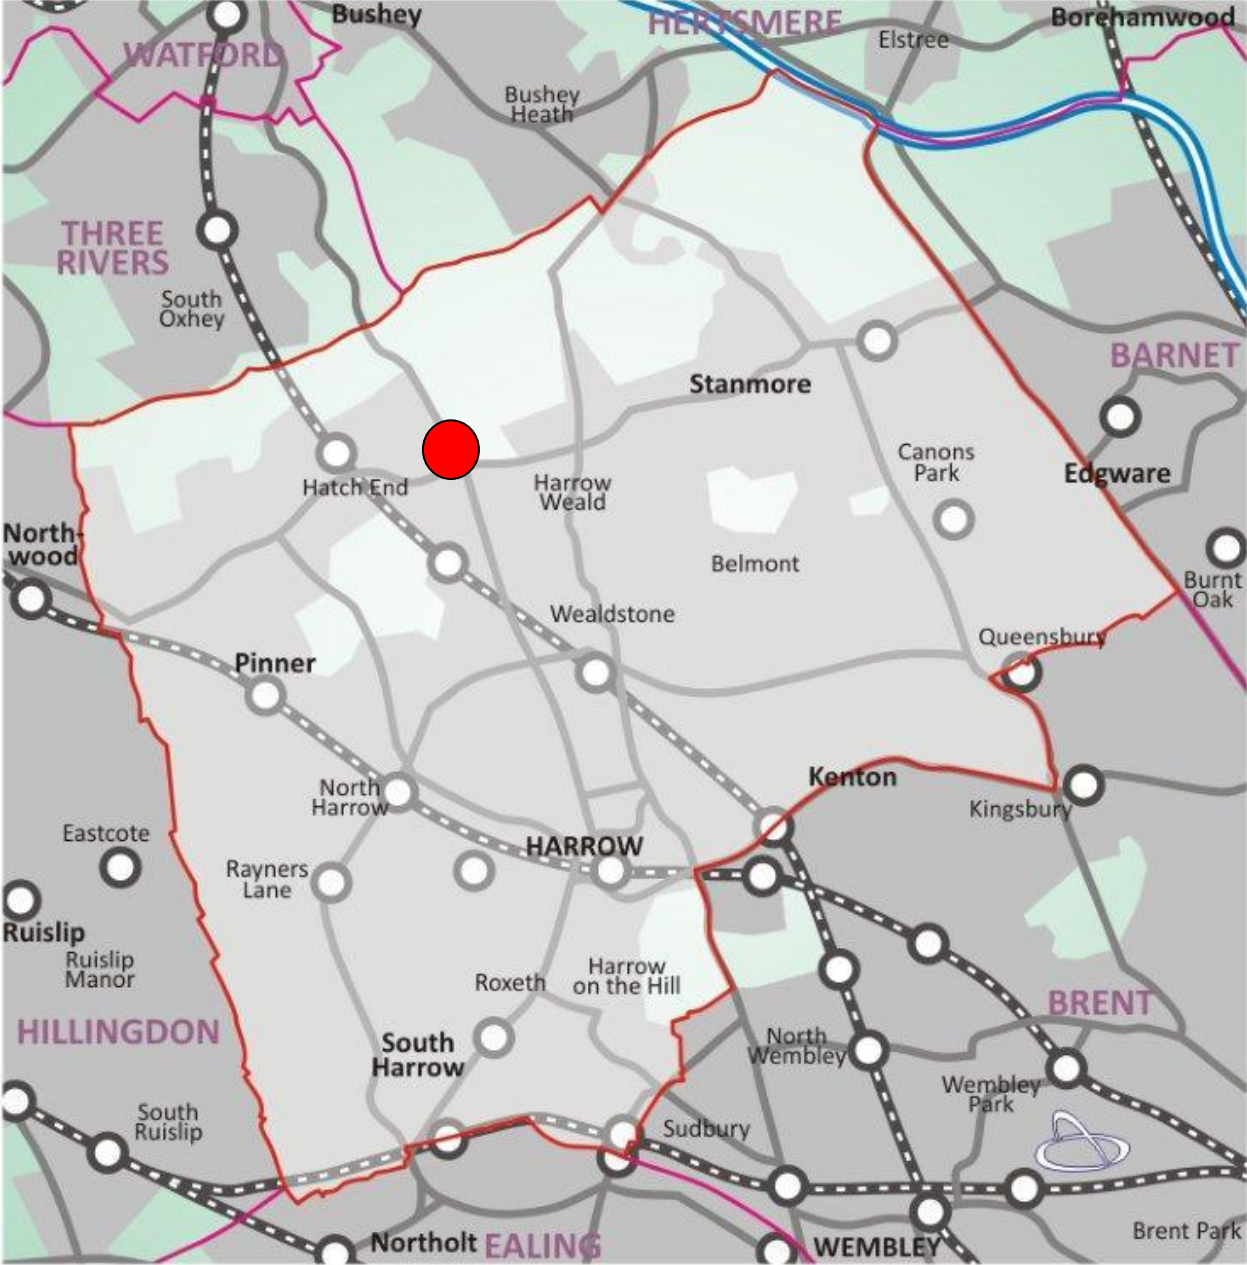 Bushey
HERTSMERE
Borehamwood
Elstree
WATFORD
Bushey
Heath
THREE
RIVERS
South
Oxhey
BARNET
Stanmore
Canons
Park
Edgware
Hatch End
Harrow
Weald
North-
wood
Belmont
Burnt
Oak
Wealdstone
Queensbury
Pinner
Kenton
North
Harrow
Kingsbury
Eastcote
HARROW
Rayners
Lane
Ruislip
Ruislip
Manor
Roxeth
Harrow
on the Hill
BRENT
HILLINGDON
South
Harrow
North
Wembley
Wembley
Park
South
Ruislip
Sudbury
Brent Park
Northolt
EALING
WEMBLEY